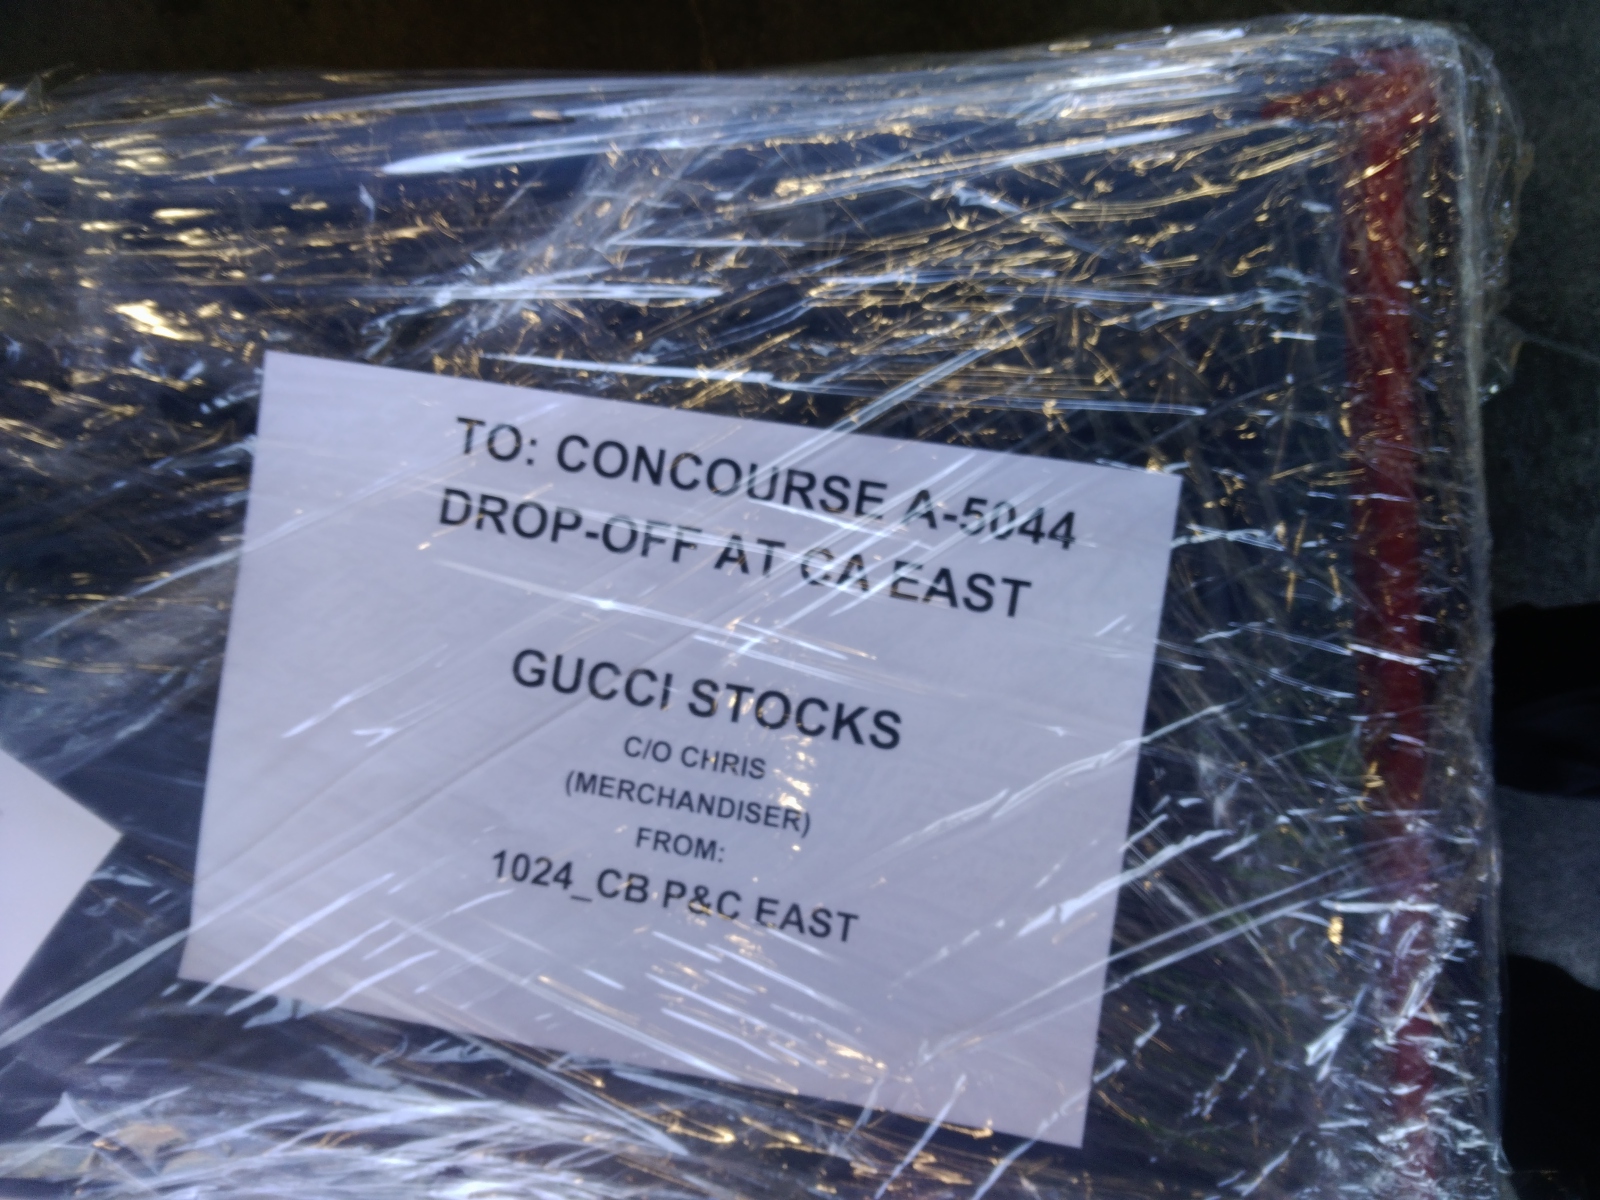 TO: CONCOURSE A-5044
DROP-OFF AT CA EAST
GUCCI STOCKS
C/O CHRIS
(MERCHANDISER)
FROM:
1024_CB P&C EAST